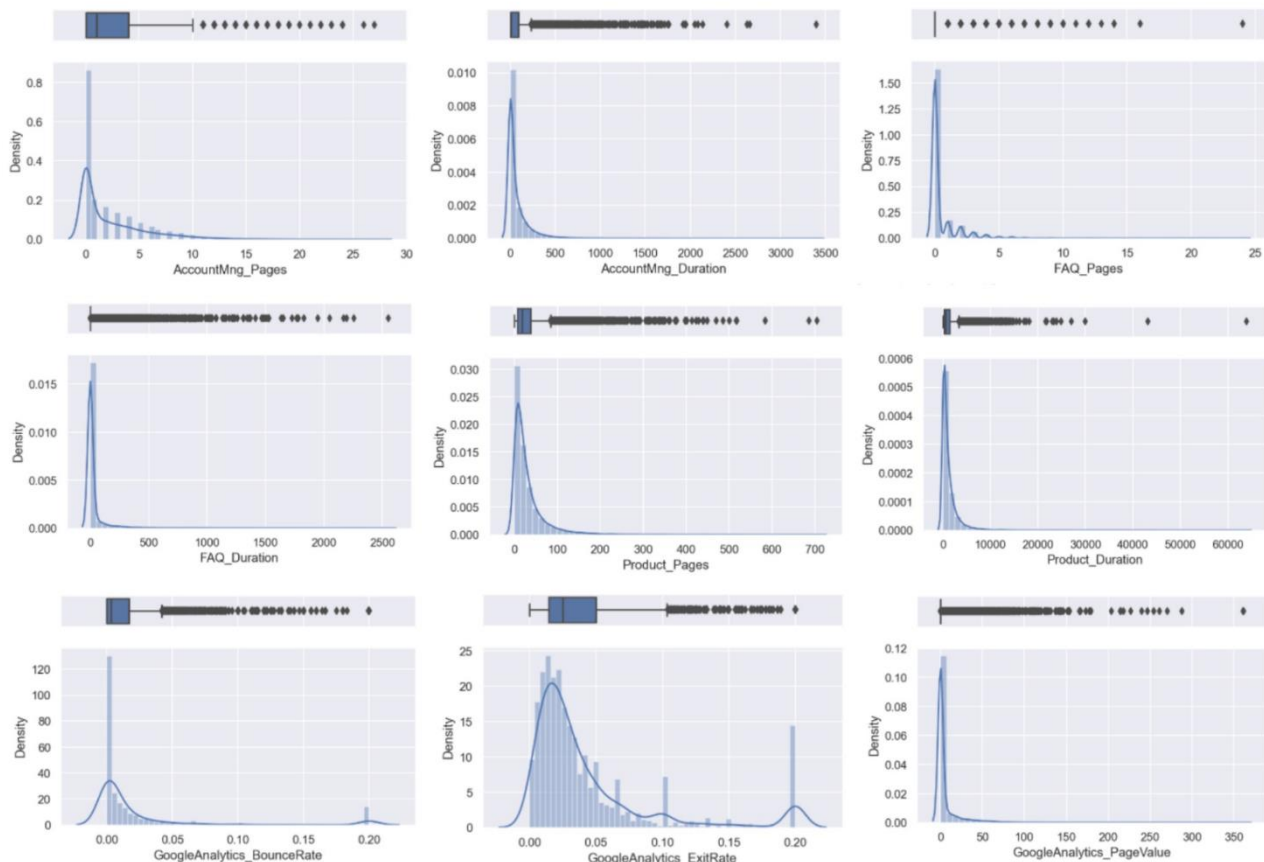 Density
0.8
0.6
0.4
0.2
0.0
0 5 10 15 20 25 30
AccountMng_Pages
Density
0.010
0.008
0.006
0.004
0.002
0.000
0 500 1000 1500 2000 2500 3000 3500
AccountMng_Duration
Density
1.50
1.25
1.00
0.75
0.50
0.25
0.00
0 5 10 15 20 25
FAQ_Pages
Density
0.015
0.010
0.005
0.000
0 500 1000 1500 2000 2500
FAQ_Duration
Density
0.030
0.025
0.020
0.015
0.010
0.005
0.000
0 100 200 300 400 500 600 700
Product_Pages
Density
0.0006
0.0005
0.0004
0.0003
0.0002
0.0001
0.0000
0 10000 20000 30000 40000 50000 60000
Product_Duration
Density
120
100
80
60
40
20
0
0.00 0.05 0.10 0.15 0.20
GoogleAnalytics_BounceRate
Density
25
20
15
10
5
0
0.00 0.05 0.10 0.15 0.20
GoogleAnalytics_ExitRate
Density
0.12
0.10
0.08
0.06
0.04
0.02
0.00
0 50 100 150 200 250 300 350
GoogleAnalytics_PageValue